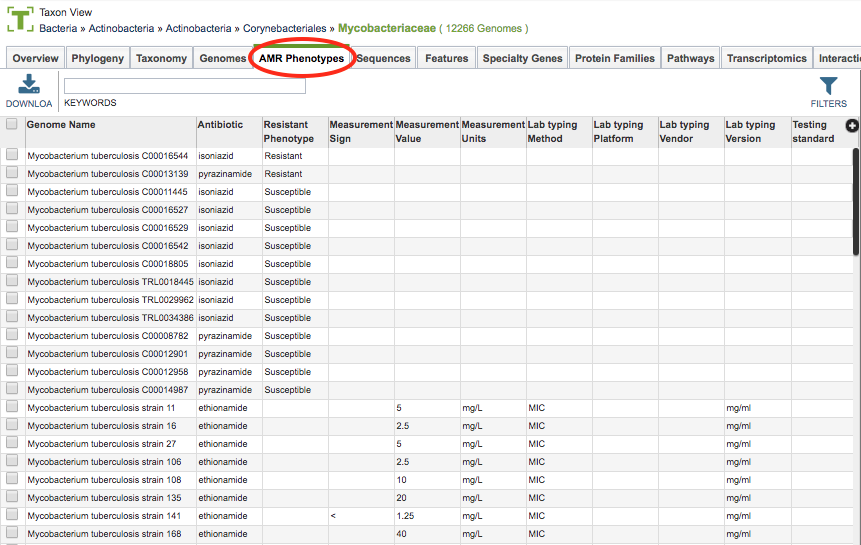 Taxon View
Bacteria » Actinobacteria » Actinobacteria » Corynebacteriales » Mycobacteriaceae ( 12266 Genomes )
Overview Phylogeny Taxonomy Genomes AMR Phenotypes Sequences Features Specialty Genes Protein Families Pathways Transcriptomics Interacti
DOWNLOA KEYWORDS FILTERS
Genome Name Antibiotic Resistant Phenotype Measurement Sign Measurement Value Measurement Units Lab typing Method Lab typing Platform Lab typing Vendor Lab typing Version Testing standard
Mycobacterium tuberculosis C00016544 isoniazid Resistant
Mycobacterium tuberculosis C00013139 pyrazinamide Resistant
Mycobacterium tuberculosis C00011445 isoniazid Susceptible
Mycobacterium tuberculosis C00016527 isoniazid Susceptible
Mycobacterium tuberculosis C00016529 isoniazid Susceptible
Mycobacterium tuberculosis C00016542 isoniazid Susceptible
Mycobacterium tuberculosis C00018805 isoniazid Susceptible
Mycobacterium tuberculosis TRL0018445 isoniazid Susceptible
Mycobacterium tuberculosis TRL0029962 isoniazid Susceptible
Mycobacterium tuberculosis TRL0034386 isoniazid Susceptible
Mycobacterium tuberculosis C00008782 pyrazinamide Susceptible
Mycobacterium tuberculosis C00012901 pyrazinamide Susceptible
Mycobacterium tuberculosis C00012958 pyrazinamide Susceptible
Mycobacterium tuberculosis C00014987 pyrazinamide Susceptible
Mycobacterium tuberculosis strain 11 ethionamide 5 mg/L MIC mg/ml
Mycobacterium tuberculosis strain 16 ethionamide 2.5 mg/L MIC mg/ml
Mycobacterium tuberculosis strain 27 ethionamide 5 mg/L MIC mg/ml
Mycobacterium tuberculosis strain 106 ethionamide 2.5 mg/L MIC mg/ml
Mycobacterium tuberculosis strain 108 ethionamide 10 mg/L MIC mg/ml
Mycobacterium tuberculosis strain 135 ethionamide 20 mg/L MIC mg/ml
Mycobacterium tuberculosis strain 141 ethionamide < 1.25 mg/L MIC mg/ml
Mycobacterium tuberculosis strain 168 ethionamide 40 mg/L MIC mg/ml